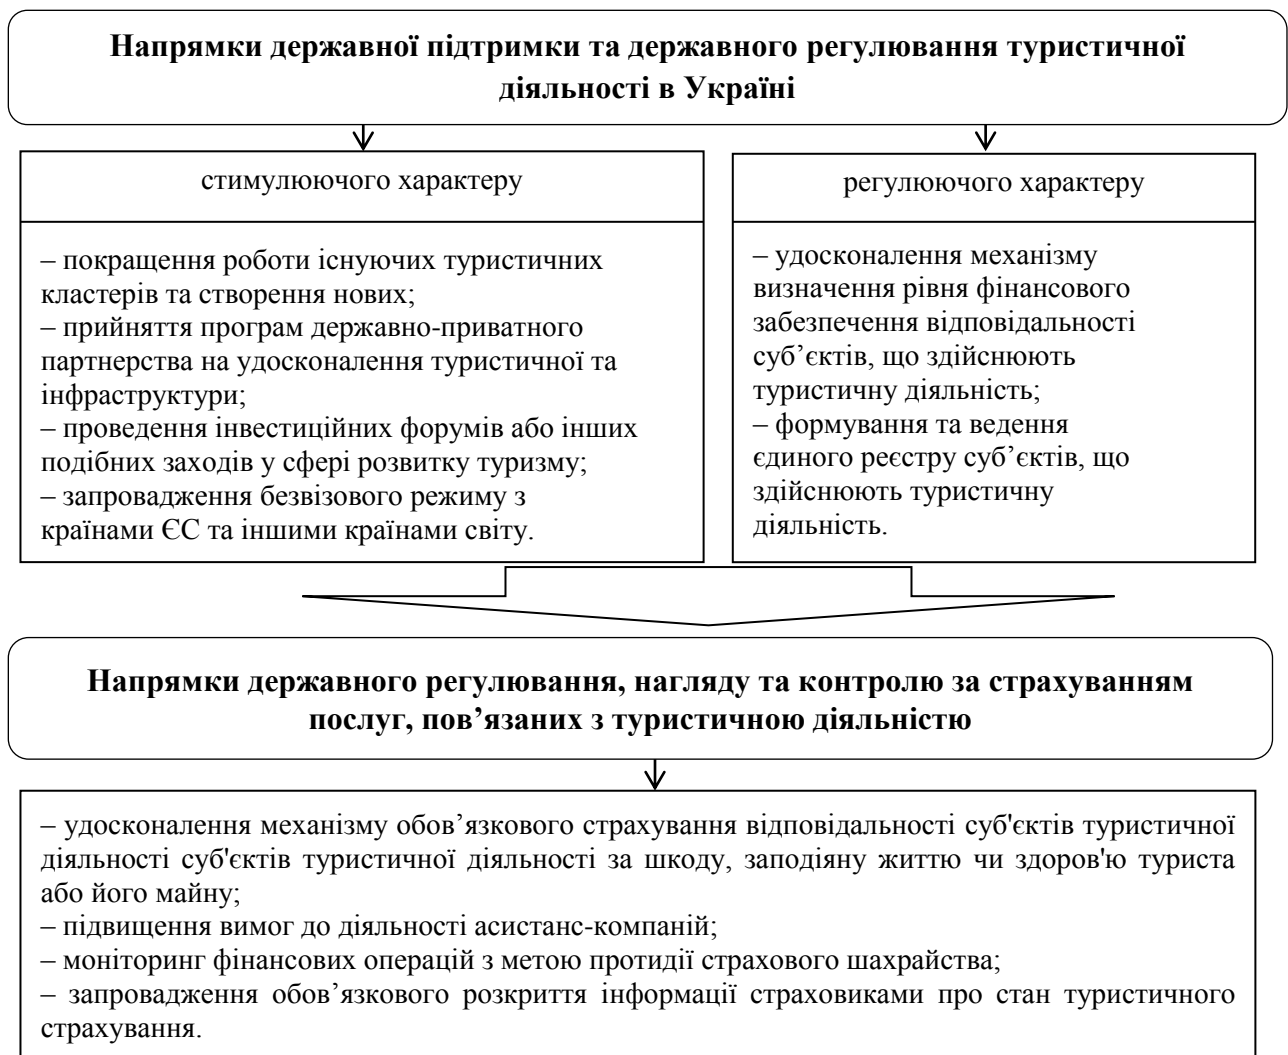 Напрямки державної підтримки та державного регулювання туристичної
діяльності в Україні
стимулюючого характеру
– покращення роботи існуючих туристичних
кластерів та створення нових;
– прийняття програм державно-приватного
партнерства на удосконалення туристичної та
інфраструктури;
– проведення інвестиційних форумів або інших
подібних заходів у сфері розвитку туризму;
– запровадження безвізового режиму з
країнами ЄС та іншими країнами світу.
регулюючого характеру
– удосконалення механізму
визначення рівня фінансового
забезпечення відповідальності
суб’єктів, що здійснюють
туристичну діяльність;
– формування та ведення
єдиного реєстру суб’єктів, що
здійснюють туристичну
діяльність.
Напрямки державного регулювання, нагляду та контролю за страхуванням
послуг, пов’язаних з туристичною діяльністю
– удосконалення механізму обов’язкового страхування відповідальності суб'єктів туристичної
діяльності суб'єктів туристичної діяльності за шкоду, заподіяну життю чи здоров'ю туриста
або його майну;
– підвищення вимог до діяльності асистанс-компаній;
– моніторинг фінансових операцій з метою протидії страхового шахрайства;
– запровадження обов’язкового розкриття інформації страховиками про стан туристичного
страхування.